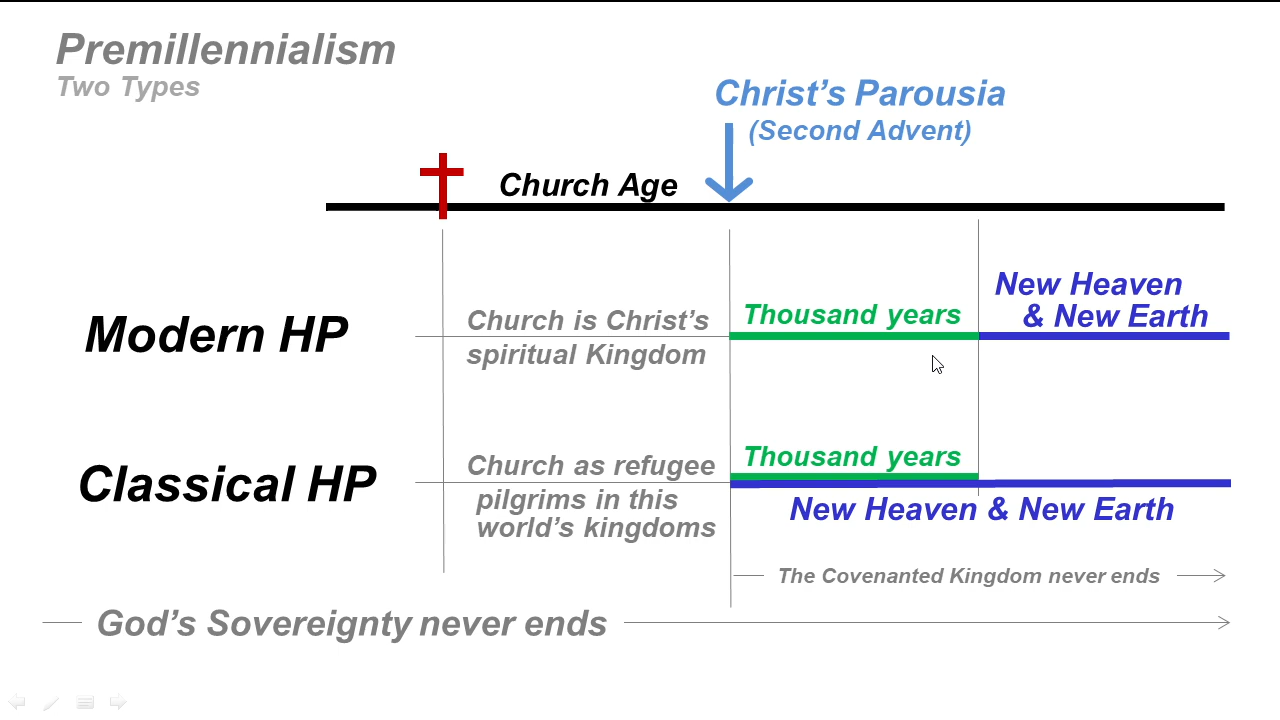 Premillennialism
Two Types
Christ's Parousia
(Second Advent)
Church Age
Modern HP
Church is Christ's
spiritual Kingdom
Thousand years
New Heaven
& New Earth
Classical HP
Church as refugee
pilgrims in this
world's kingdoms
Thousand years
New Heaven & New Earth
The Covenanted Kingdom never ends
God's Sovereignty never ends